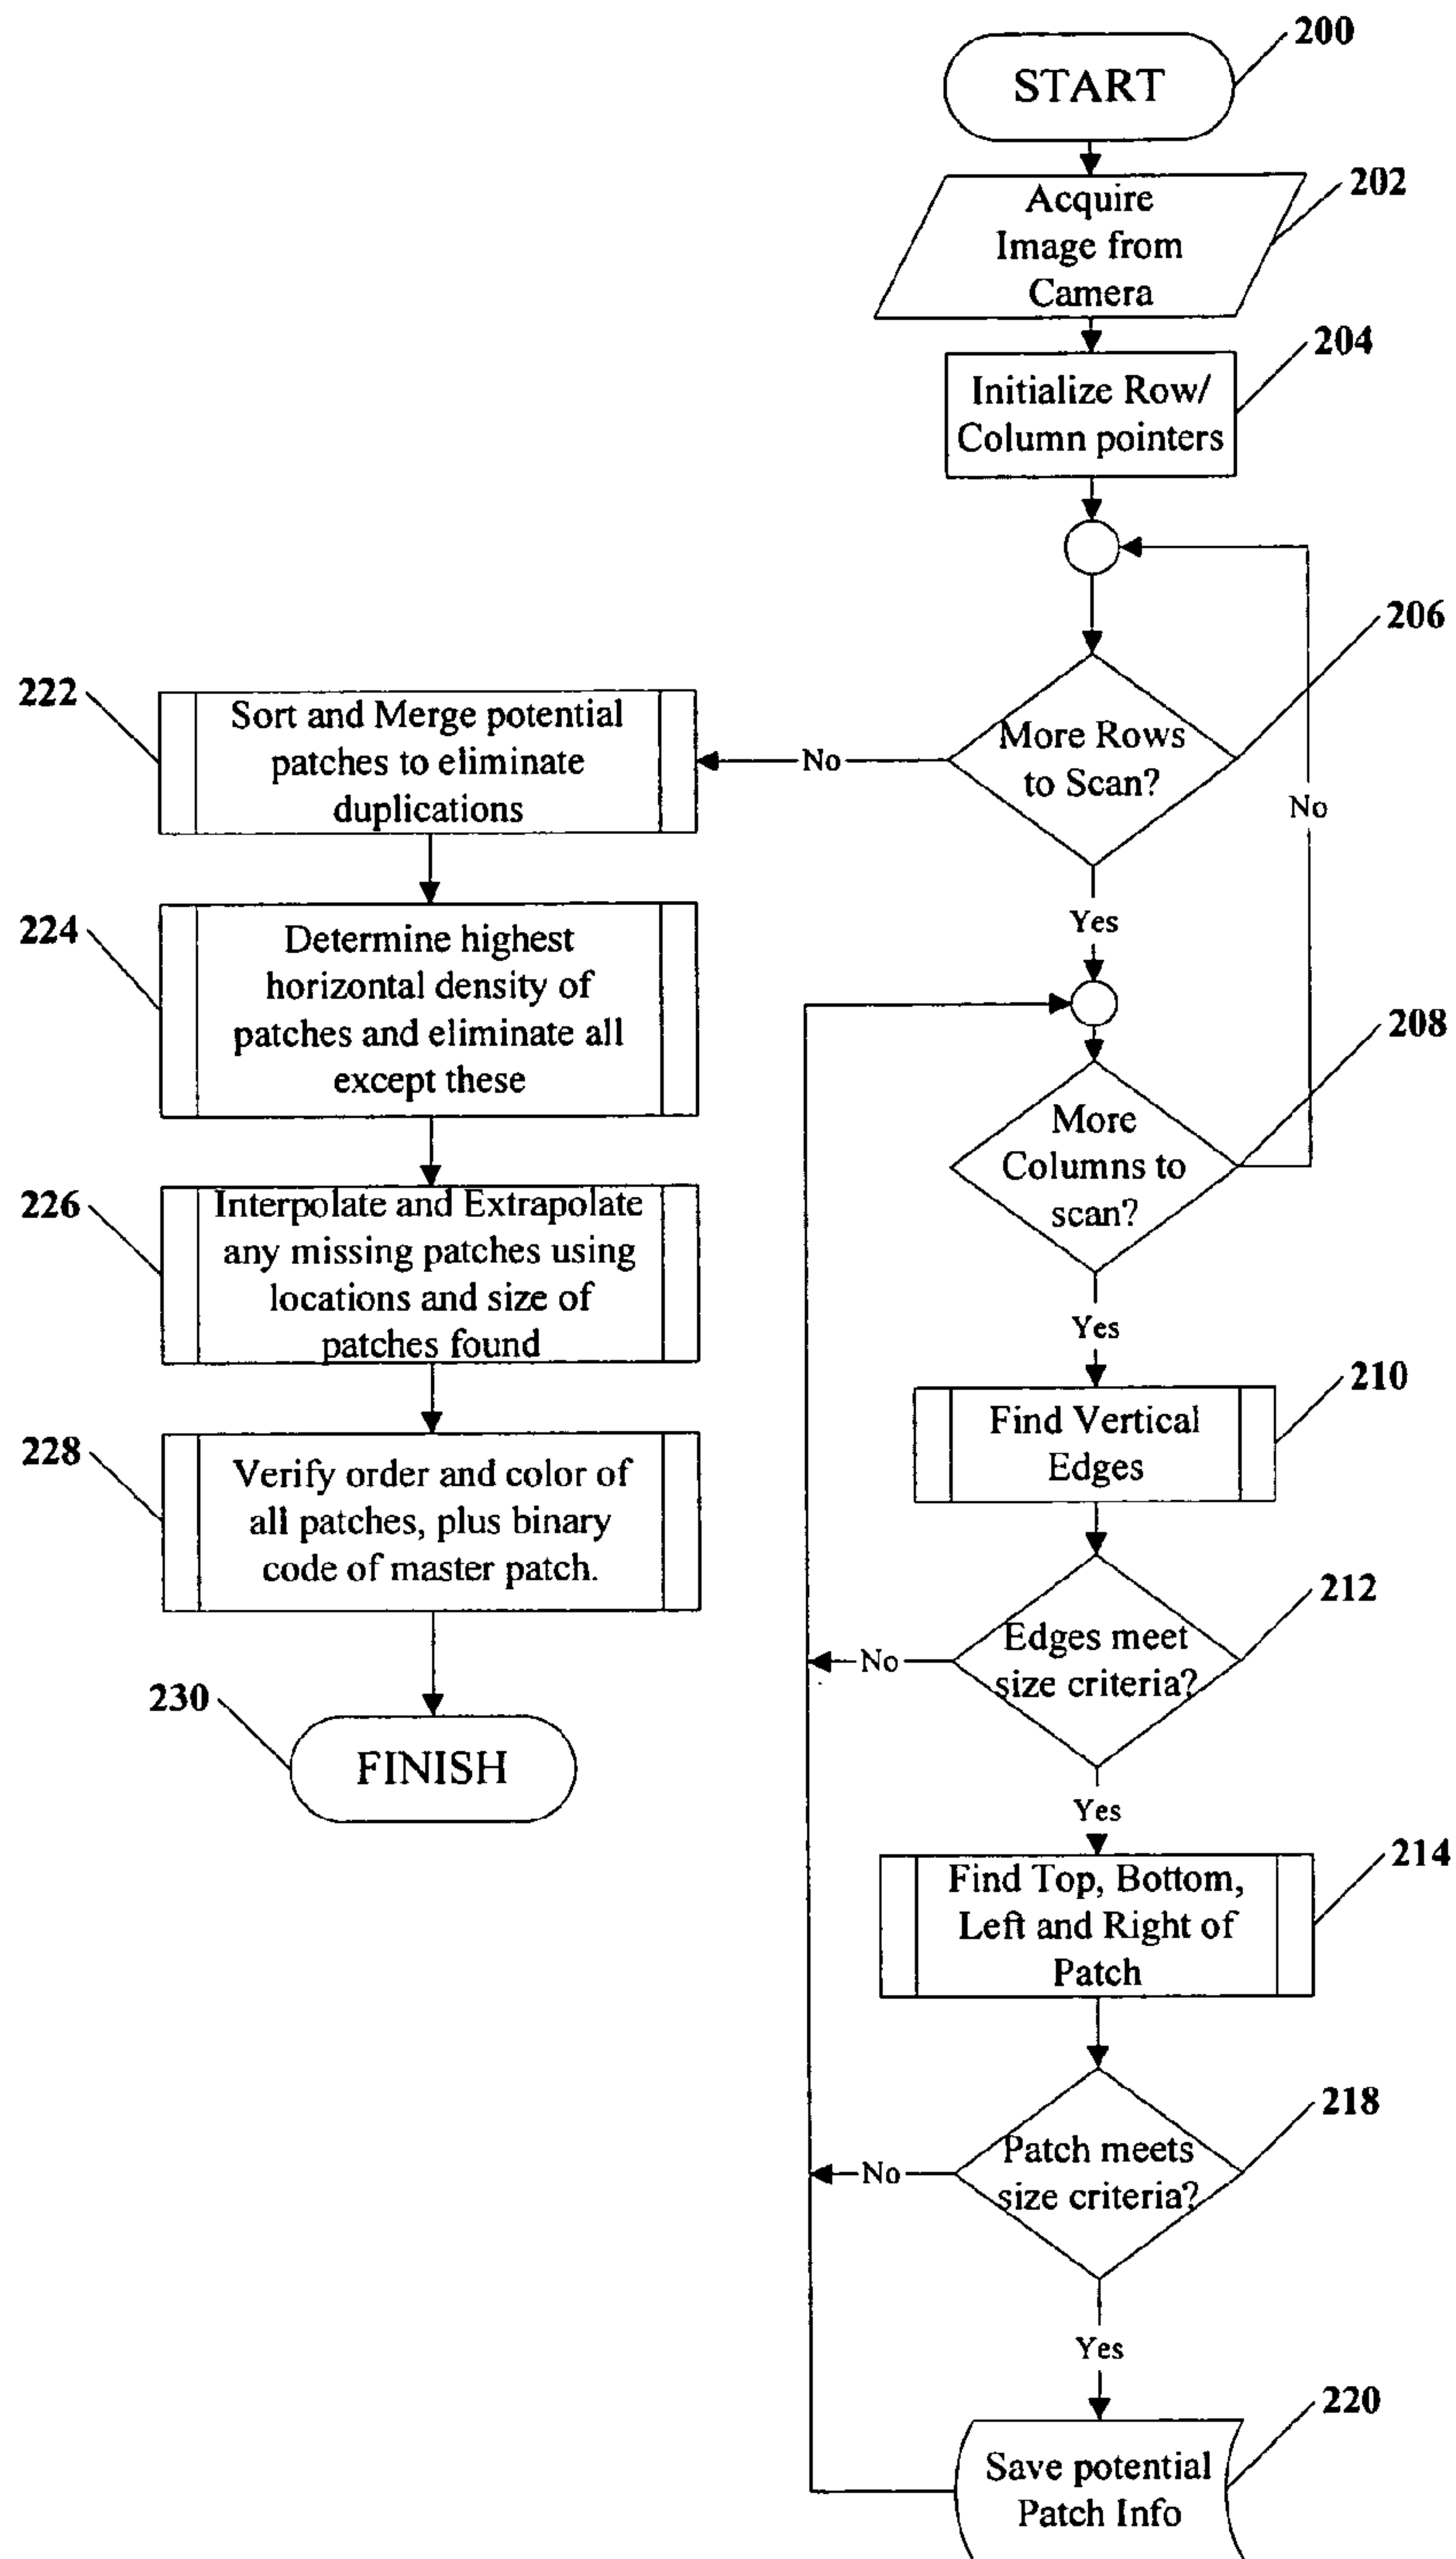 200
START
202
Acquire
Image from
Camera
204
Initialize Row/
Column pointers
206
More Rows
to Scan?
No
No
Yes
222
Sort and Merge potential
patches to eliminate
duplications
224
Determine highest
horizontal density of
patches and eliminate all
except these
208
More
Columns to
scan?
Yes
226
Interpolate and Extrapolate
any missing patches using
locations and size of
patches found
210
Find Vertical
Edges
228
Verify order and color of
all patches, plus binary
code of master patch.
212
Edges meet
size criteria?
No
Yes
230
FINISH
214
Find Top, Bottom,
Left and Right of
Patch
218
Patch meets
size criteria?
No
Yes
220
Save potential
Patch Info